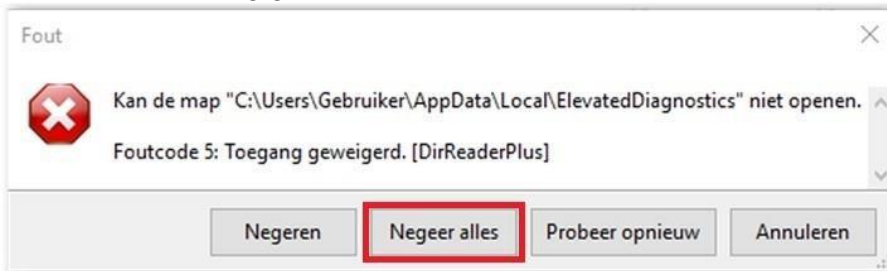 Fout
Kan de map "C:\Users\Gebruiker\AppData\Local\ElevatedDiagnostics" niet openen.
Foutcode 5: Toegang geweigerd. [DirReaderPlus]
Negeren
Negeer alles
Probeer opnieuw
Annuleren